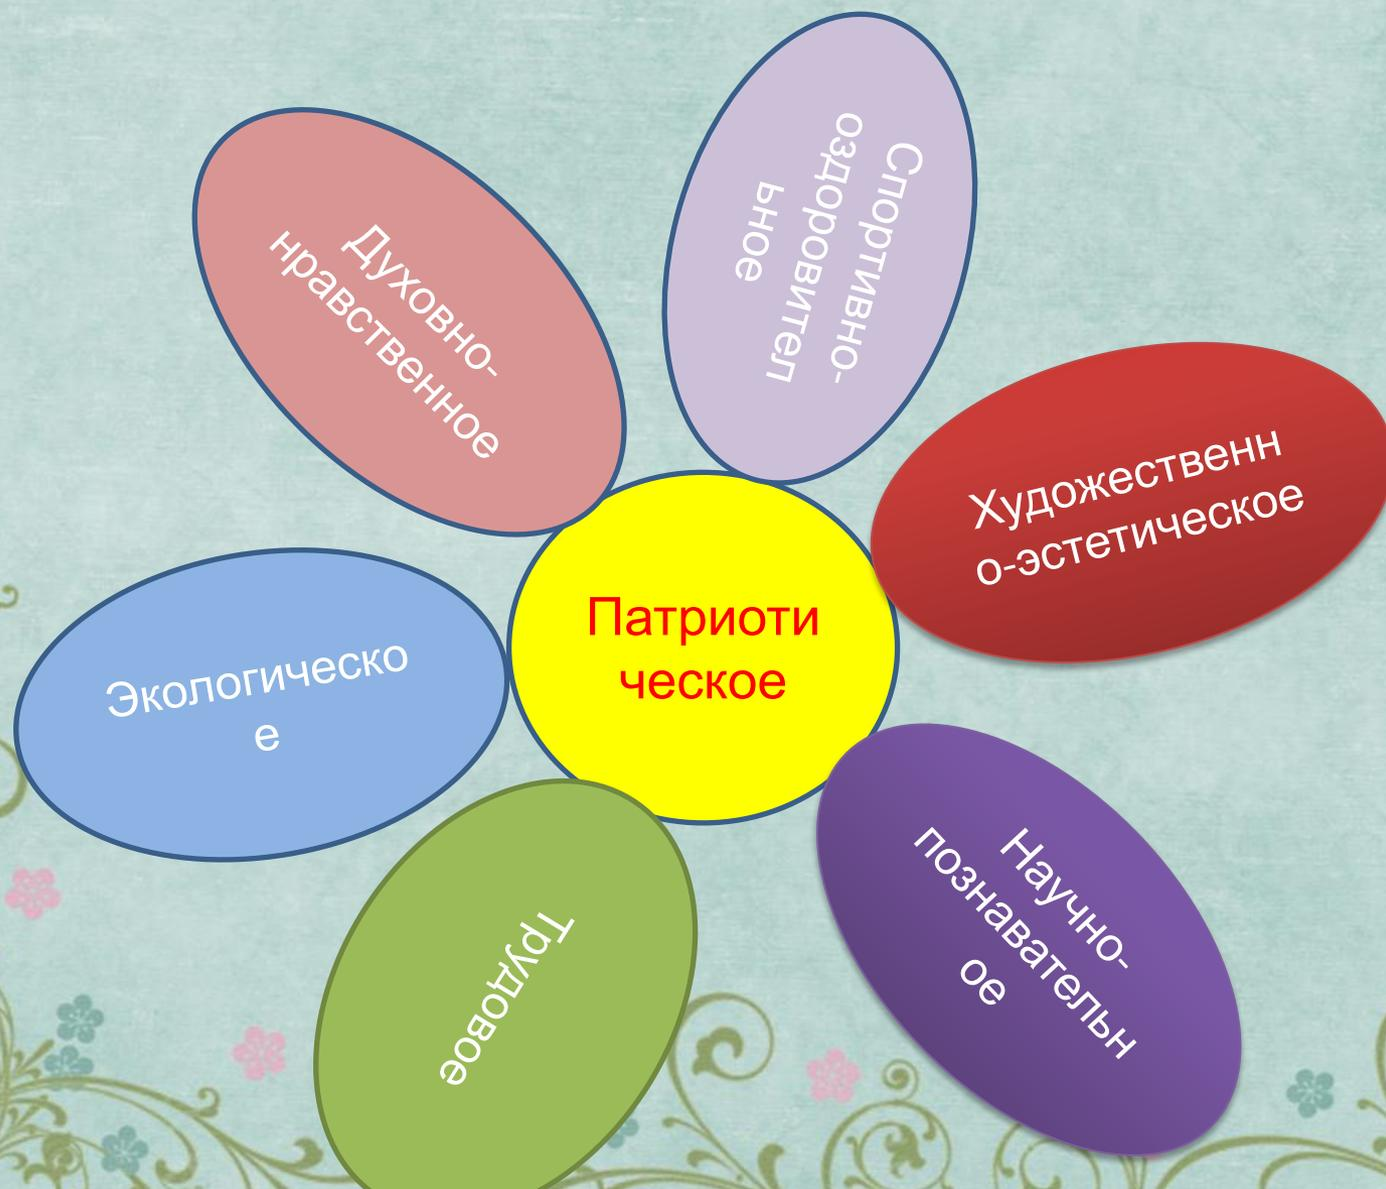 Духовно-
нравственное
Спортивно-
оздоровител
ьное
Художественн
о-эстетическое
Патриоти
ческое
Экологическо
е
Трудовое
Научно-
познавательн
ое